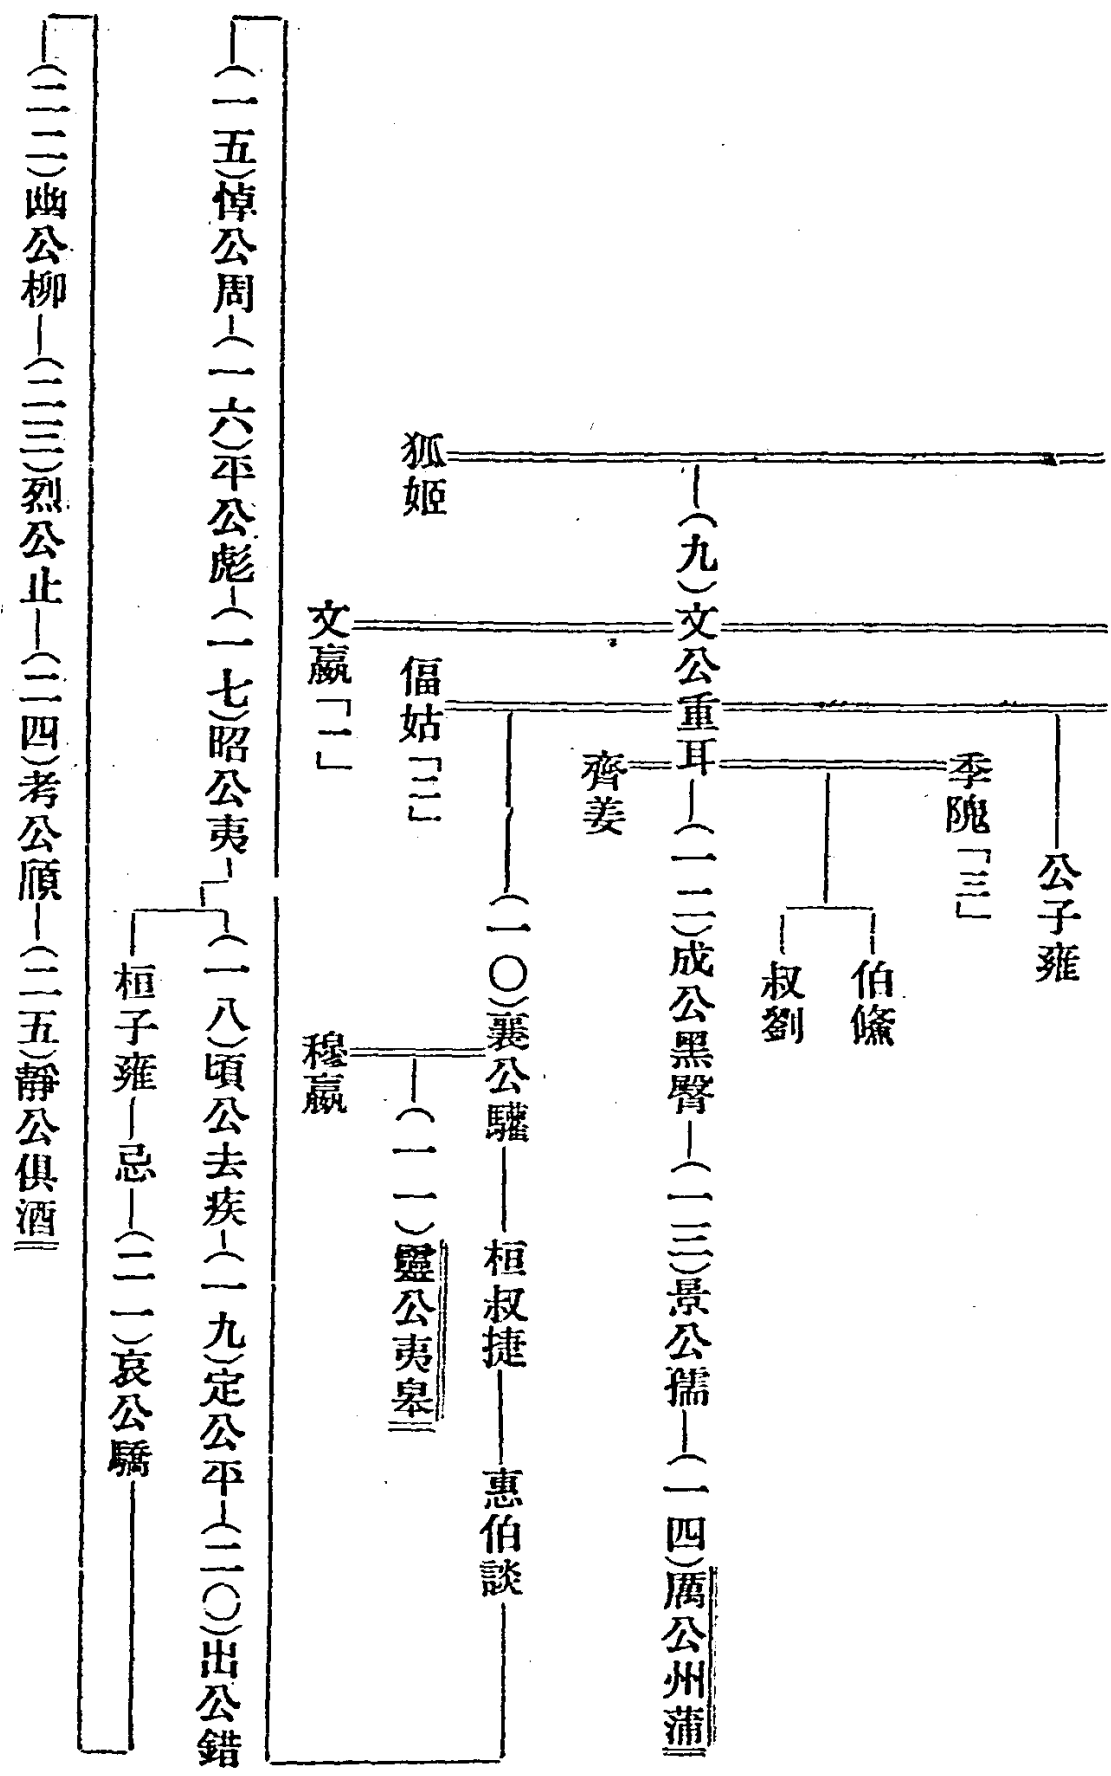 公子雍
季隗「三」
伯鯈
叔劉
(九)文公重耳
(一二)成公黑臀
(一三)景公孺
(一四)厲公州蒲
齊姜
狐姬
偪姞「二」
(一〇)襄公驩
桓叔捷
惠伯談
文嬴「一」
穆嬴
(一一)靈公夷皋
(一五)悼公周
(一六)平公彪
(一七)昭公夷
(一八)頃公去疾
(一九)定公午
(二〇)出公錯
桓子雍
忌
(二一)哀公驕
(二二)幽公柳
(二三)烈公止
(二四)考公頎
(二五)靜公俱酒